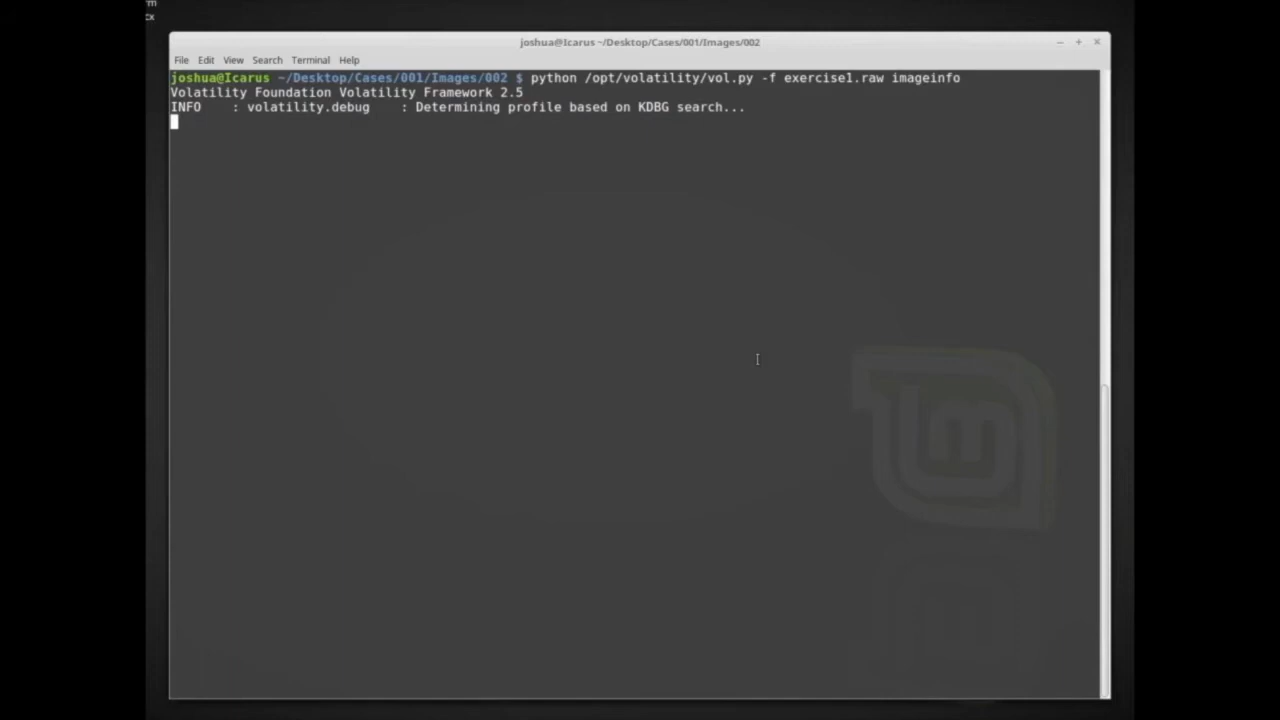 rm
cx
joshua@Icarus ~/Desktop/Cases/001/Images/002
File Edit View Search Terminal Help
joshua@Icarus ~/Desktop/Cases/001/Images/002 $ python /opt/volatility/vol.py -f exercise1.raw imageinfo
Volatility Foundation Volatility Framework 2.5
INFO    : volatility.debug    : Determining profile based on KDBG search...